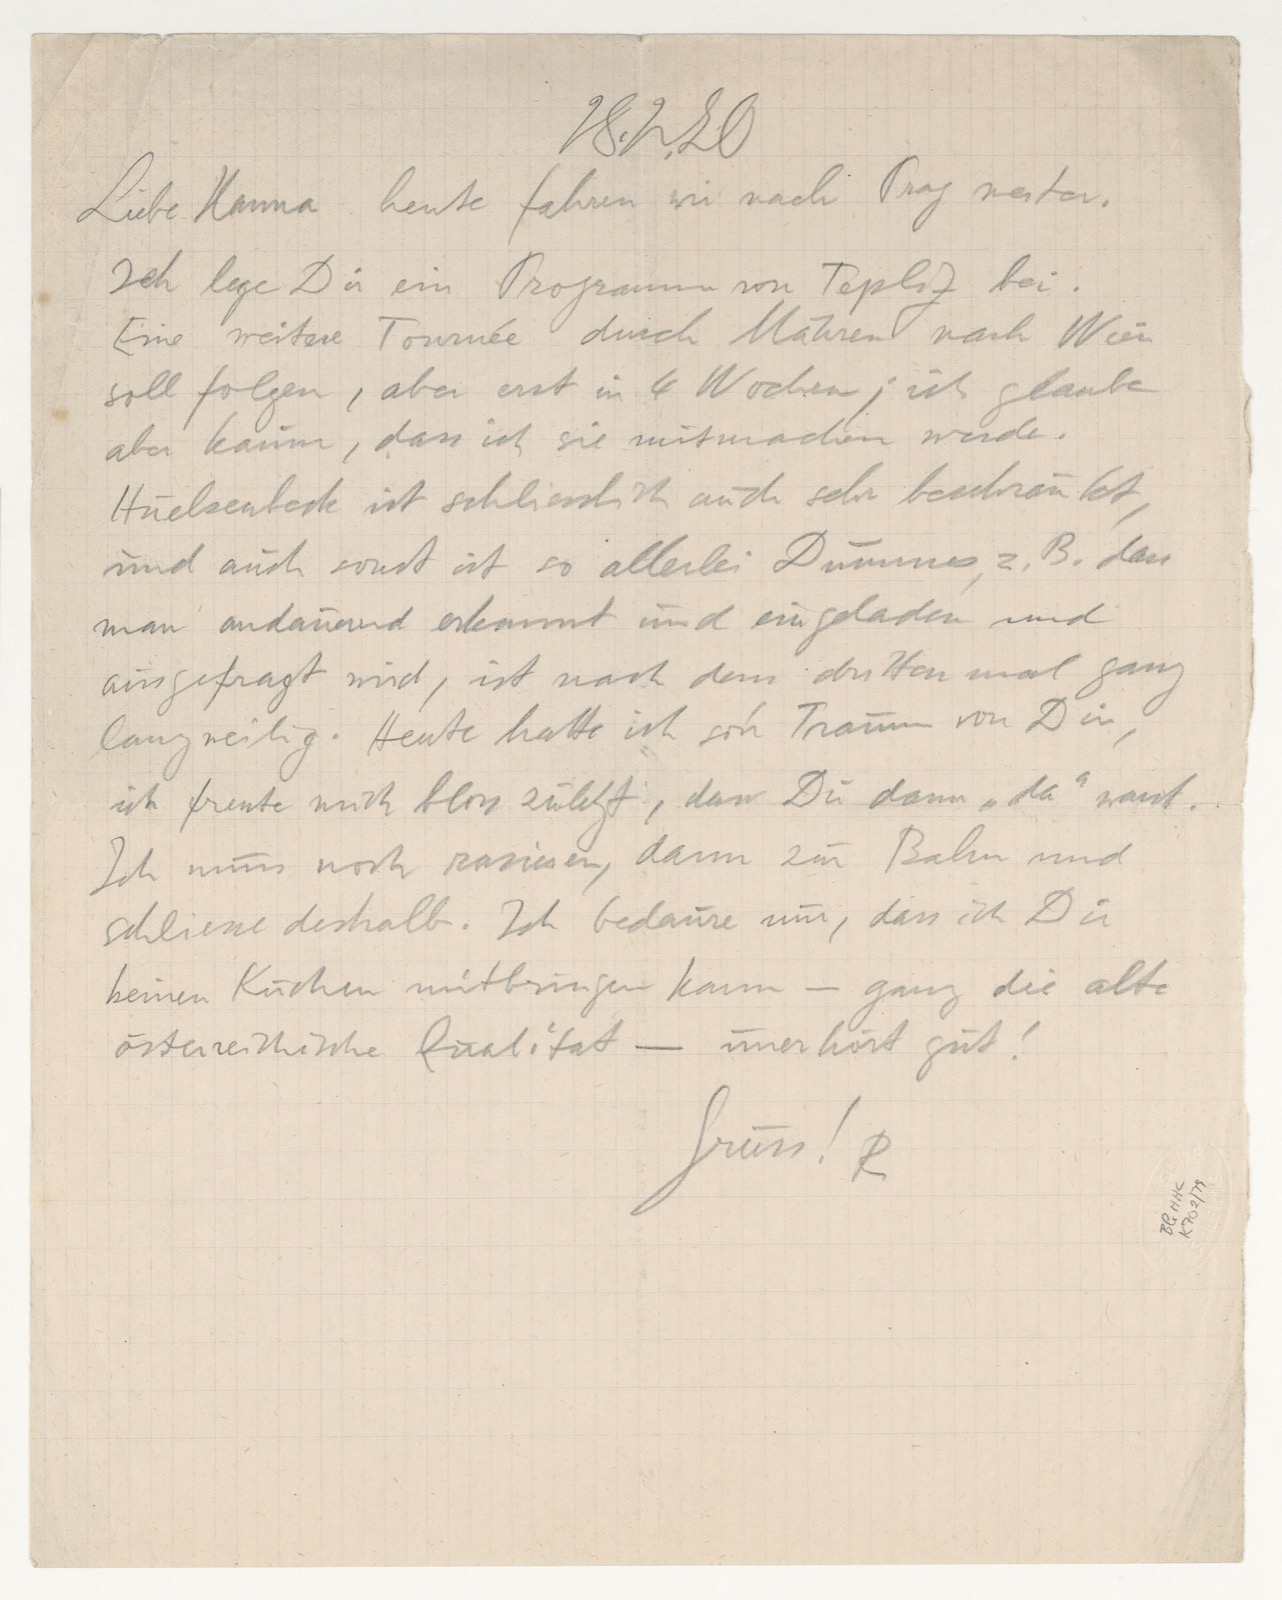 28.2.20
Liebe Hanna heute fahren wir nach Prag weiter.
Ich lege Dir ein Programm von Teplitz bei.
Eine weitere Tournée durch Mähren nach Wien
soll folgen, aber erst in 4 Wochen; ich glaube
aber kaum, dass ich sie mitmachen werde.
Huelsenbeck ist schliesslich auch sehr beschränkt,
und auch sonst ist so allerlei Dummes, z. B. dass
man andauernd erkannt und eingeladen und
ausgefragt wird, ist nach dem dritten mal ganz
langweilig. Heute hatte ich so'n Traum von Dir,
ich freute mich bloss zuletzt, dass Du dann „da“ warst.
Ich muss noch rasieren, dann zur Bahn und
schliesse deshalb. Ich bedaure nur, dass ich Dir
keinen Kuchen mitbringen kann — ganz die alte
österreichische Qualität — unerhört gut!
Gruss! R
BG HHC
K702/79